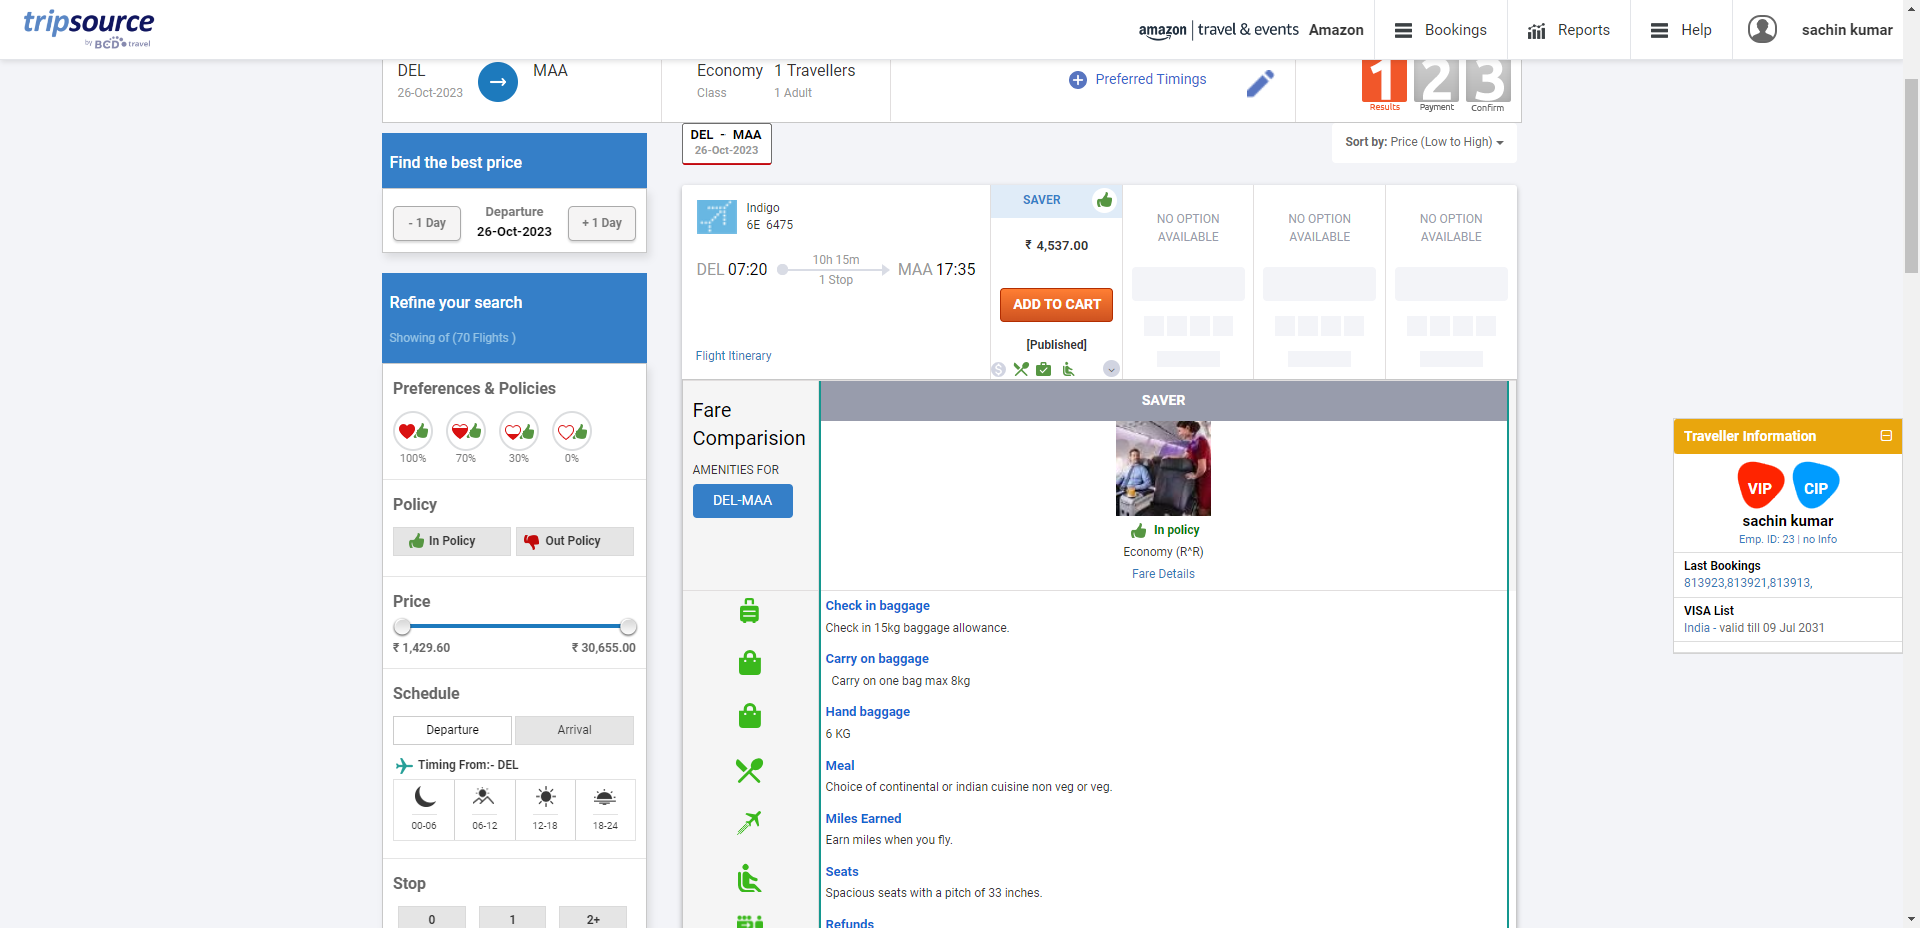 tripsource
by BCD travel
amazon | travel & events Amazon
Bookings
Reports
Help
sachin kumar
DEL
26-Oct-2023
MAA
Economy
Class
1 Travellers
1 Adult
Preferred Timings
1 2 3
Results Payment Confirm
Find the best price
- 1 Day
Departure
26-Oct-2023
+ 1 Day
Refine your search
Showing of (70 Flights )
Preferences & Policies
100% 70% 30% 0%
Policy
In Policy
Out Policy
Price
₹ 1,429.60
₹ 30,655.00
Schedule
Departure
Arrival
Timing From:- DEL
00-06 06-12 12-18 18-24
Stop
0 1 2+
DEL - MAA
26-Oct-2023
Sort by: Price (Low to High)
Indigo
6E 6475
DEL 07:20
10h 15m
1 Stop
MAA 17:35
Flight Itinerary
SAVER
₹ 4,537.00
ADD TO CART
[Published]
NO OPTION
AVAILABLE
NO OPTION
AVAILABLE
NO OPTION
AVAILABLE
Fare
Comparision
AMENITIES FOR
DEL-MAA
SAVER
In policy
Economy (R^R)
Fare Details
Check in baggage
Check in 15kg baggage allowance.
Carry on baggage
Carry on one bag max 8kg
Hand baggage
6 KG
Meal
Choice of continental or indian cuisine non veg or veg.
Miles Earned
Earn miles when you fly.
Seats
Spacious seats with a pitch of 33 inches.
Refunds
Traveller Information
VIP CIP
sachin kumar
Emp. ID: 23 | no Info
Last Bookings
813923,813921,813913,
VISA List
India - valid till 09 Jul 2031